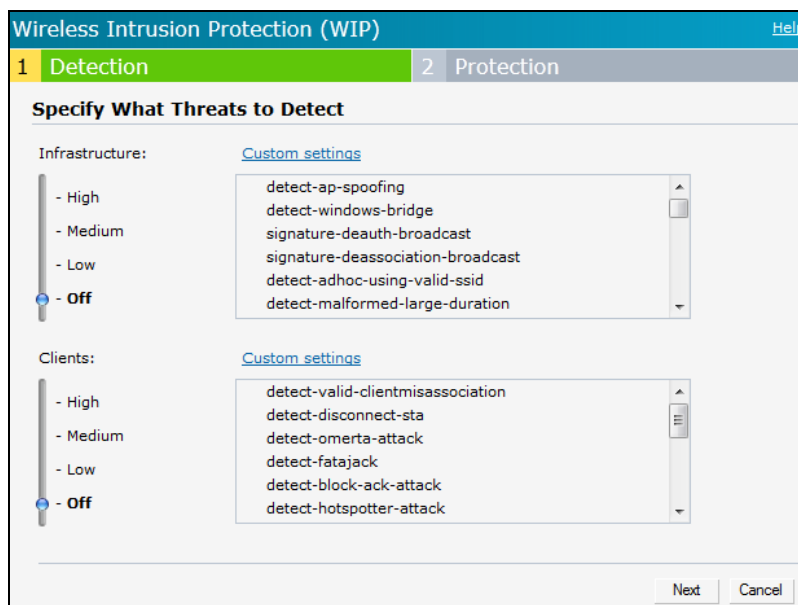 Wireless Intrusion Protection (WIP)
Help
1 Detection
2 Protection
Specify What Threats to Detect
Infrastructure:
Custom settings
- High
- Medium
- Low
- Off
detect-ap-spoofing
detect-windows-bridge
signature-deauth-broadcast
signature-deassociation-broadcast
detect-adhoc-using-valid-ssid
detect-malformed-large-duration
Clients:
Custom settings
- High
- Medium
- Low
- Off
detect-valid-clientmisassociation
detect-disconnect-sta
detect-omerta-attack
detect-fatajack
detect-block-ack-attack
detect-hotspotter-attack
Next
Cancel